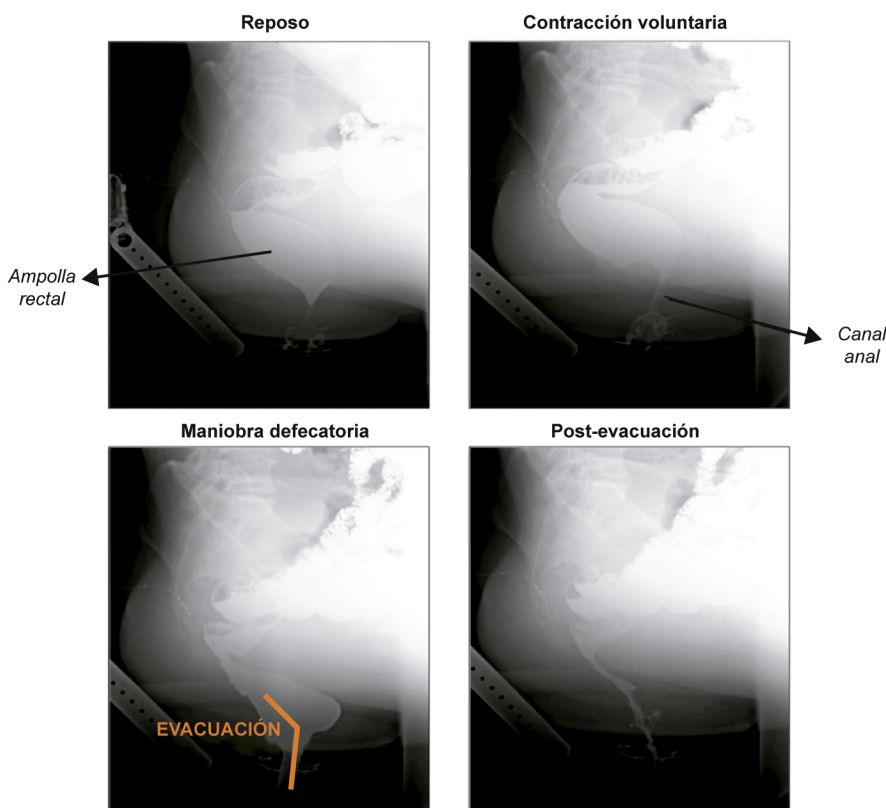 Reposo
Contracción voluntaria
Ampolla
rectal
Canal
anal
Maniobra defecatoria
Post-evacuación
EVACUACIÓN